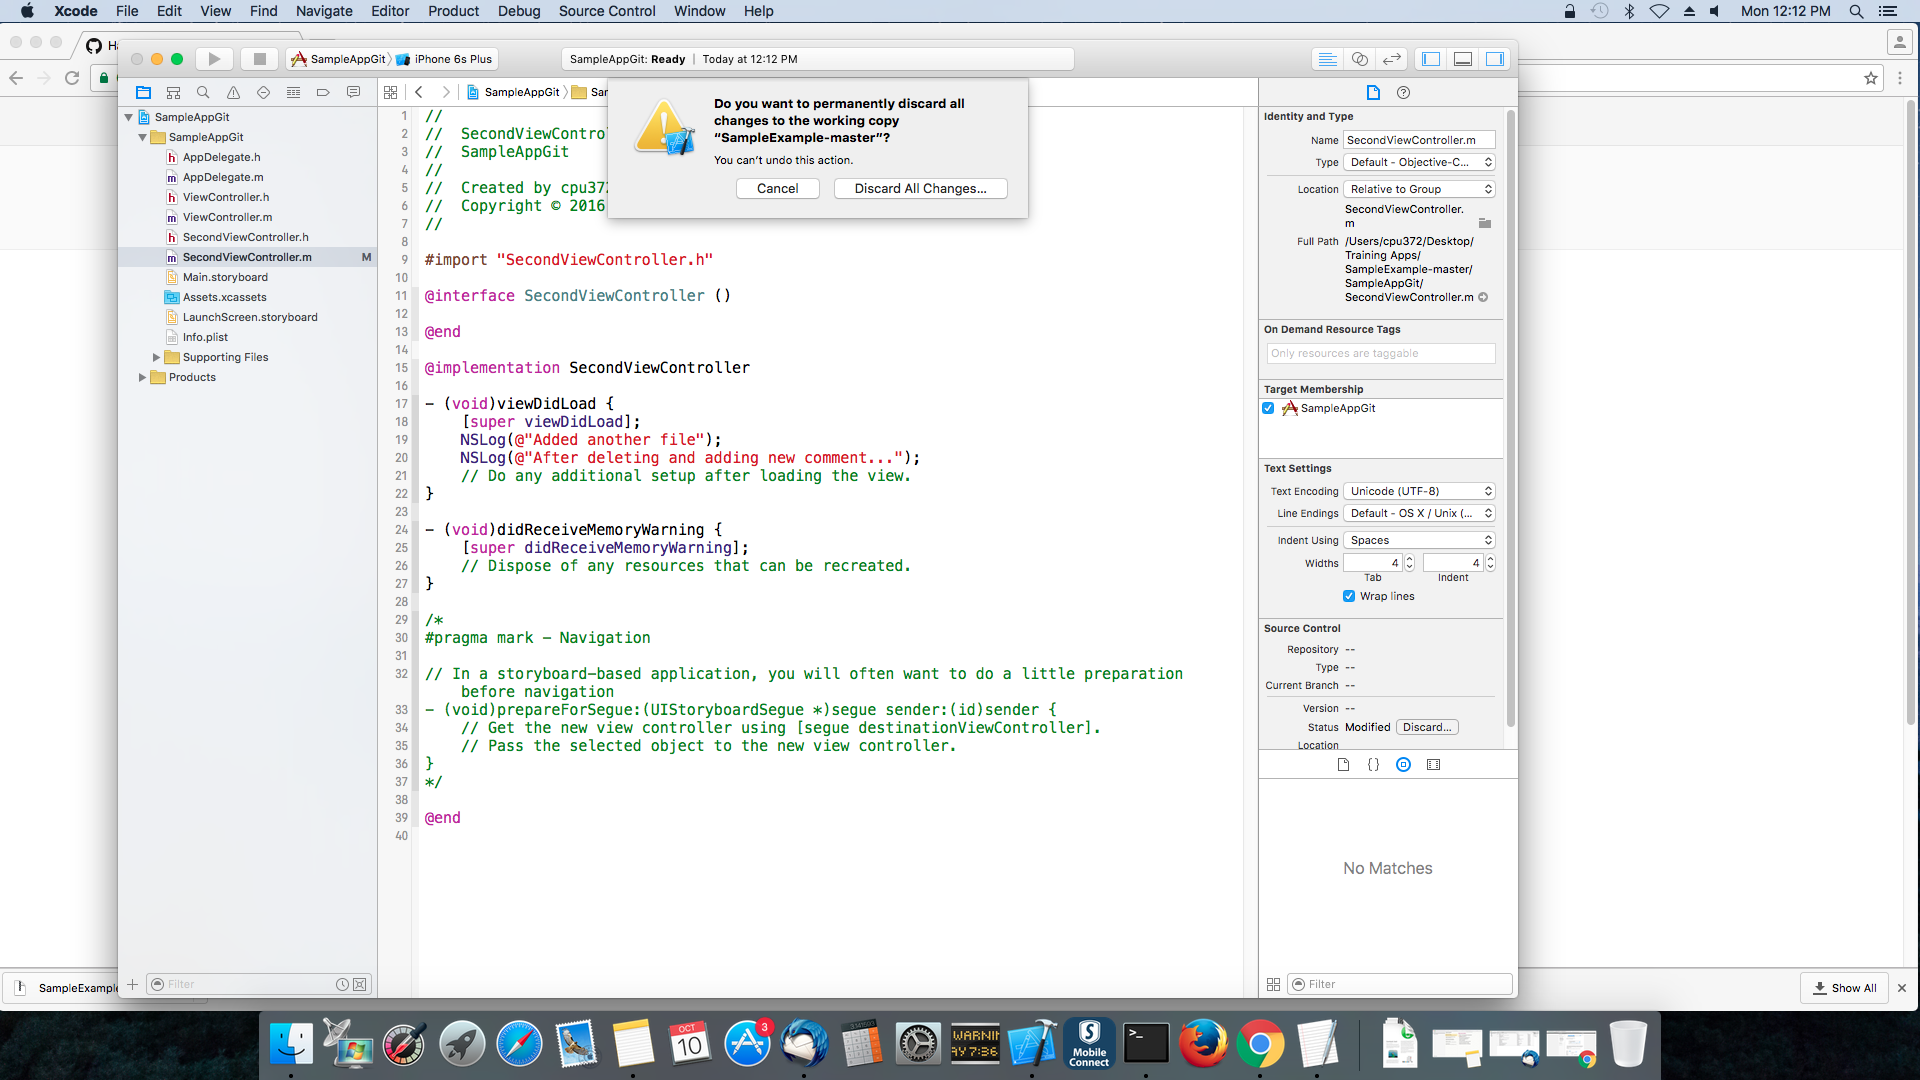 Xcode File Edit View Find Navigate Editor Product Debug Source Control Window Help Mon 12:12 PM
SampleAppGit iPhone 6s Plus SampleAppGit: Ready | Today at 12:12 PM
SampleAppGit
SampleAppGit
SampleAppGit
AppDelegate.h
AppDelegate.m
ViewController.h
ViewController.m
SecondViewController.h
SecondViewController.m M
Main.storyboard
Assets.xcassets
LaunchScreen.storyboard
Info.plist
Supporting Files
Products
Filter
Do you want to permanently discard all
changes to the working copy
“SampleExample-master”?
You can’t undo this action.
Cancel Discard All Changes...
1 //
2 // SecondViewContro
3 // SampleAppGit
4 //
5 // Created by cpu372
6 // Copyright © 2016
7 //
8
9 #import "SecondViewController.h"
10
11 @interface SecondViewController ()
12
13 @end
14
15 @implementation SecondViewController
16
17 - (void)viewDidLoad {
18 [super viewDidLoad];
19 NSLog(@"Added another file");
20 NSLog(@"After deleting and adding new comment...");
21 // Do any additional setup after loading the view.
22 }
23
24 - (void)didReceiveMemoryWarning {
25 [super didReceiveMemoryWarning];
26 // Dispose of any resources that can be recreated.
27 }
28
29 /*
30 #pragma mark - Navigation
31
32 // In a storyboard-based application, you will often want to do a little preparation
before navigation
33 - (void)prepareForSegue:(UIStoryboardSegue *)segue sender:(id)sender {
34 // Get the new view controller using [segue destinationViewController].
35 // Pass the selected object to the new view controller.
36 }
37 */
38
39 @end
40
Identity and Type
Name SecondViewController.m
Type Default - Objective-C...
Location Relative to Group
SecondViewController.
m
Full Path /Users/cpu372/Desktop/
Training Apps/
SampleExample-master/
SampleAppGit/
SecondViewController.m
On Demand Resource Tags
Only resources are taggable
Target Membership
SampleAppGit
Text Settings
Text Encoding Unicode (UTF-8)
Line Endings Default - OS X / Unix (...
Indent Using Spaces
Widths 4 4
Tab Indent
Wrap lines
Source Control
Repository --
Type --
Current Branch --
Version --
Status Modified Discard...
Location
No Matches
Filter
SampleExample
Show All
OCT
10
3
WARNIN
AY 7:36
S
Mobile
Connect